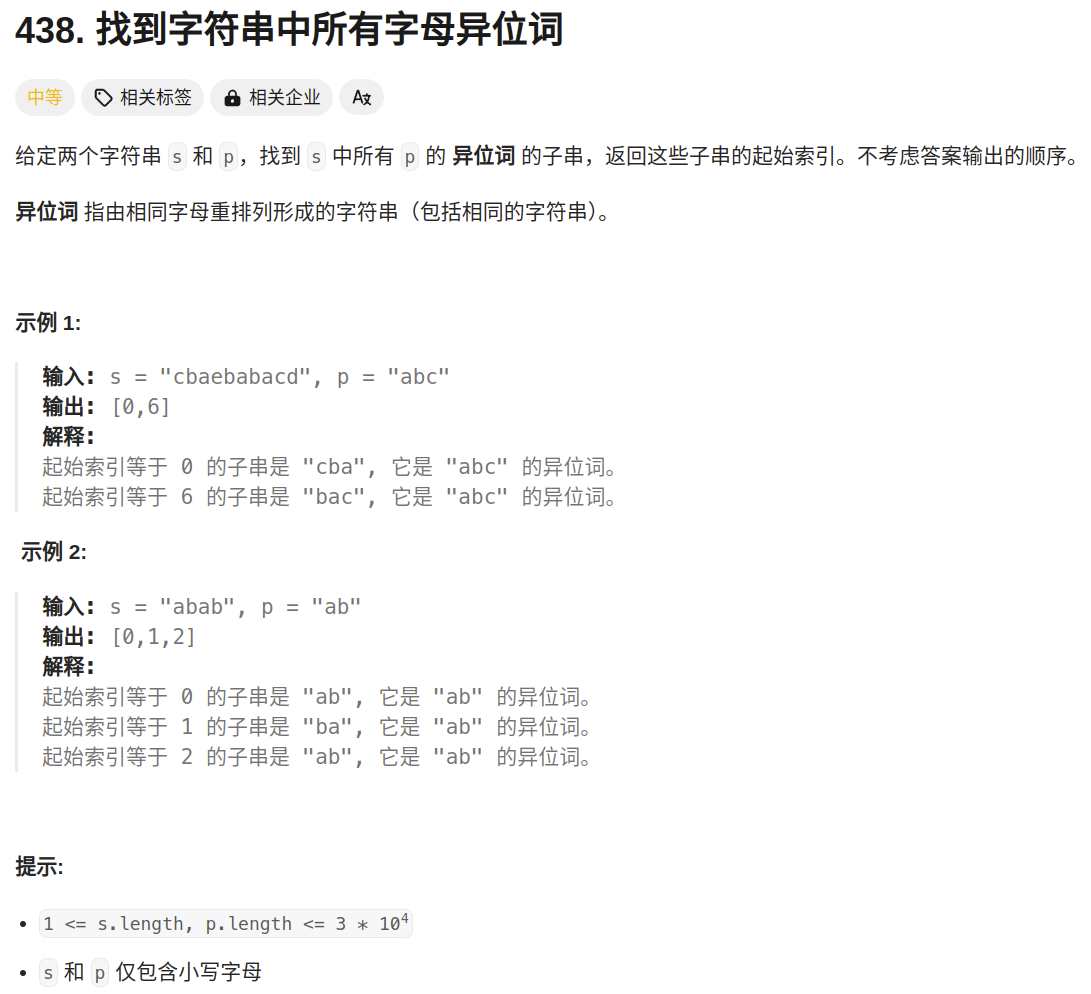 438. 找到字符串中所有字母异位词
中等 相关标签 相关企业 A文
给定两个字符串 s 和 p，找到 s 中所有 p 的 异位词 的子串，返回这些子串的起始索引。不考虑答案输出的顺序。
异位词 指由相同字母重排列形成的字符串（包括相同的字符串）。
示例 1:
输入: s = "cbaebabacd", p = "abc"
输出: [0,6]
解释:
起始索引等于 0 的子串是 "cba", 它是 "abc" 的异位词。
起始索引等于 6 的子串是 "bac", 它是 "abc" 的异位词。
示例 2:
输入: s = "abab", p = "ab"
输出: [0,1,2]
解释:
起始索引等于 0 的子串是 "ab", 它是 "ab" 的异位词。
起始索引等于 1 的子串是 "ba", 它是 "ab" 的异位词。
起始索引等于 2 的子串是 "ab", 它是 "ab" 的异位词。
提示:
• 1 <= s.length, p.length <= 3 * 10⁴
• s 和 p 仅包含小写字母